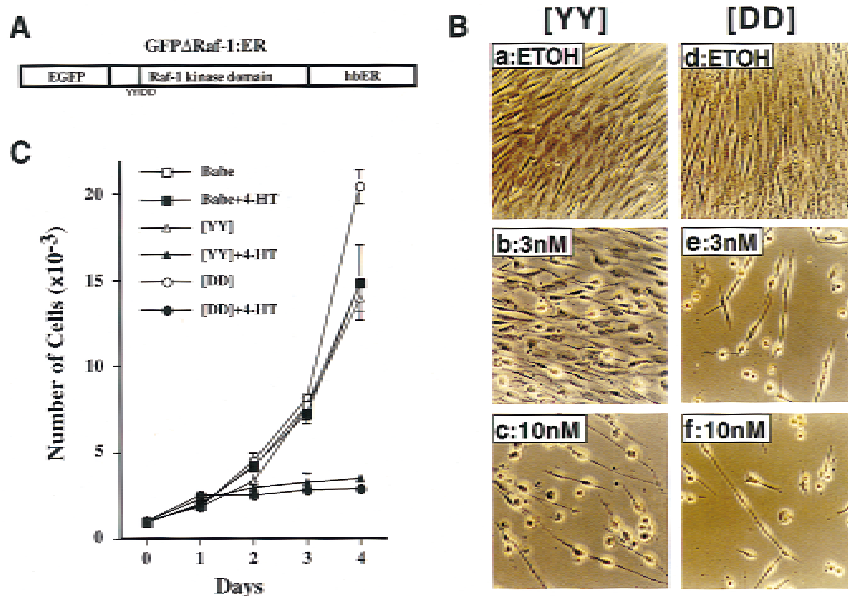 A
GFPΔRaf-1:ER
EGFP
Raf-1 kinase domain
hbER
YY/DD
B
[YY]
[DD]
a:ETOH
d:ETOH
b:3nM
e:3nM
c:10nM
f:10nM
C
Babe
Babe+4-HT
[YY]
[YY]+4-HT
[DD]
[DD]+4-HT
Number of Cells (x10-3)
20
15
10
5
0
0 1 2 3 4
Days